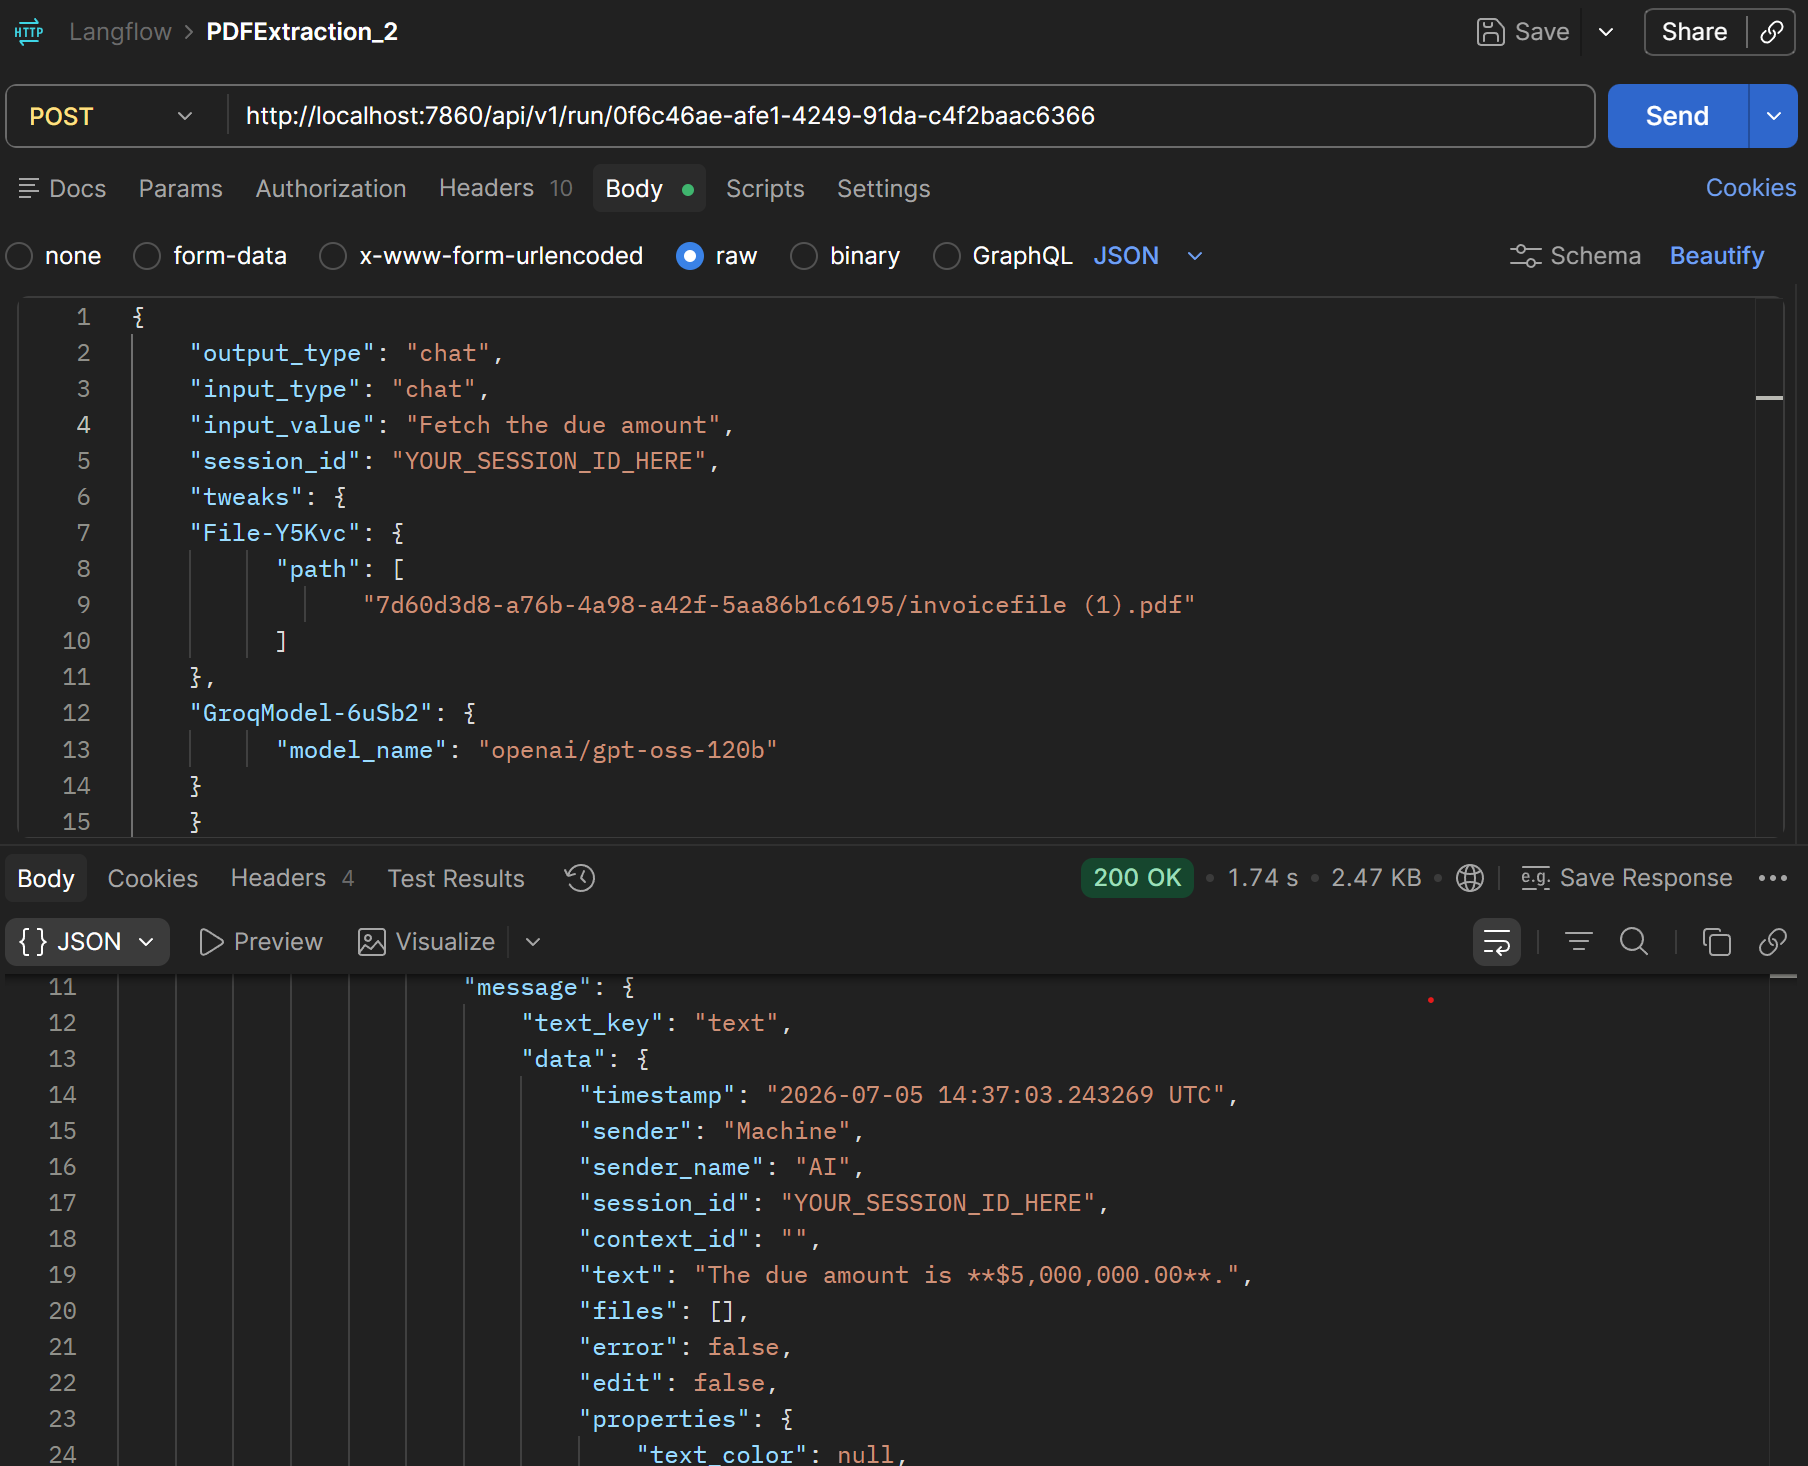 HTTP Langflow > PDFExtraction_2 Save Share
POST http://localhost:7860/api/v1/run/0f6c46ae-afe1-4249-91da-c4f2baac6366 Send
Docs Params Authorization Headers 10 Body Scripts Settings Cookies
none form-data x-www-form-urlencoded raw binary GraphQL JSON Schema Beautify
1 {
2 "output_type": "chat",
3 "input_type": "chat",
4 "input_value": "Fetch the due amount",
5 "session_id": "YOUR_SESSION_ID_HERE",
6 "tweaks": {
7 "File-Y5Kvc": {
8 "path": [
9 "7d60d3d8-a76b-4a98-a42f-5aa86b1c6195/invoicefile (1).pdf"
10 ]
11 },
12 "GroqModel-6uSb2": {
13 "model_name": "openai/gpt-oss-120b"
14 }
15 }
Body Cookies Headers 4 Test Results 200 OK • 1.74 s • 2.47 KB • e.g. Save Response
{} JSON Preview Visualize
11 "message": {
12 "text_key": "text",
13 "data": {
14 "timestamp": "2026-07-05 14:37:03.243269 UTC",
15 "sender": "Machine",
16 "sender_name": "AI",
17 "session_id": "YOUR_SESSION_ID_HERE",
18 "context_id": "",
19 "text": "The due amount is **$5,000,000.00**.",
20 "files": [],
21 "error": false,
22 "edit": false,
23 "properties": {
24 "text_color": null,